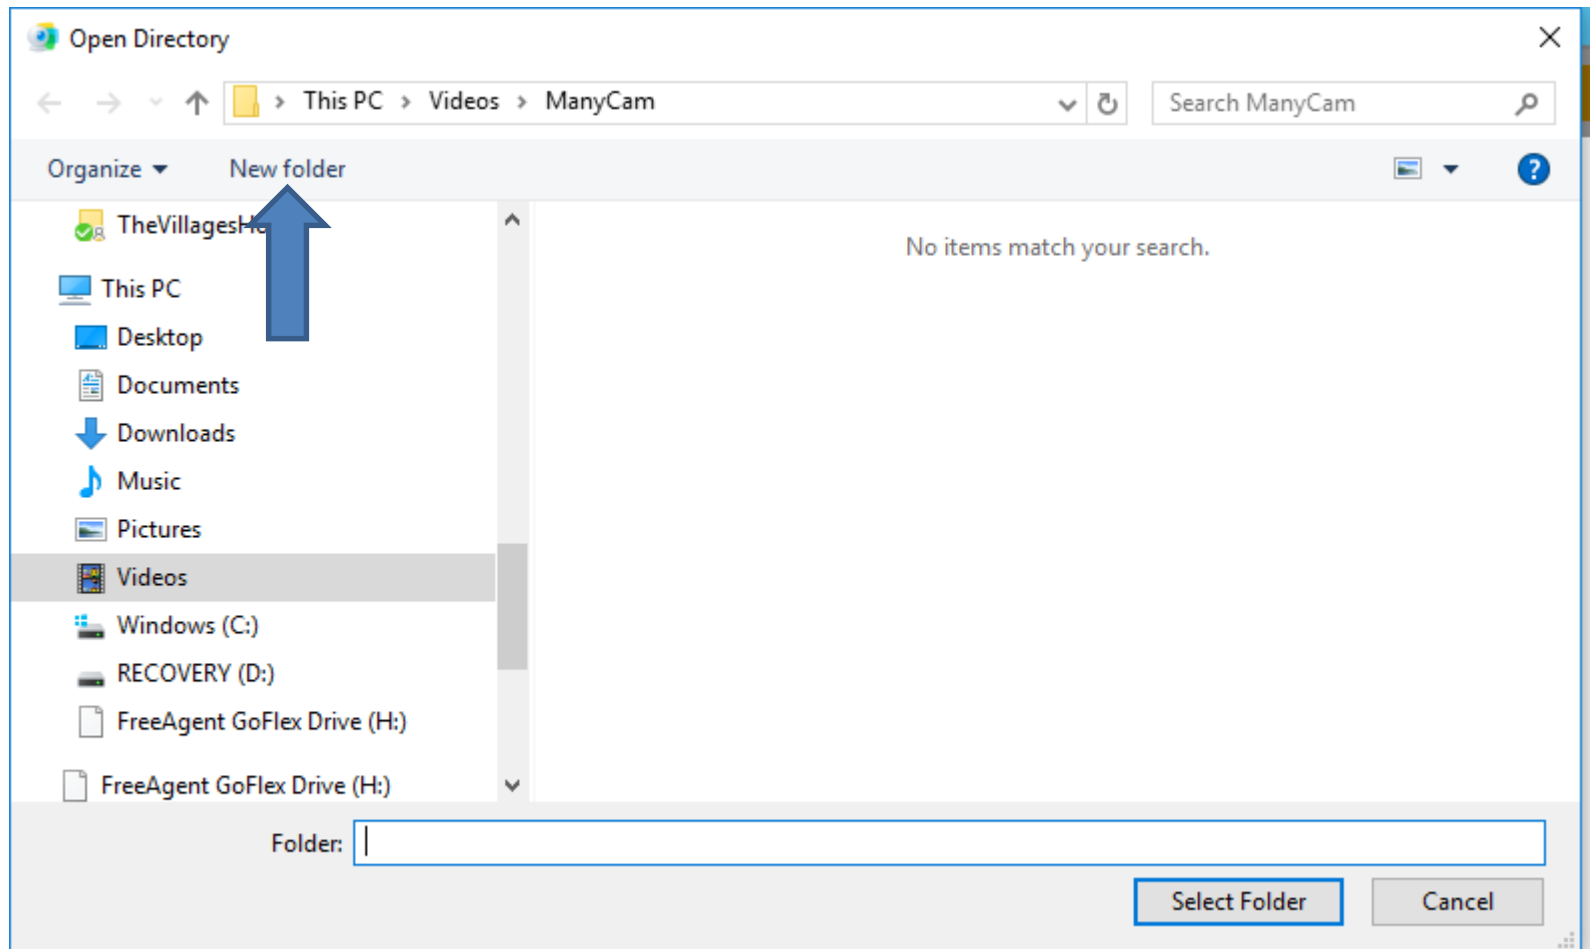 Open Directory
This PC > Videos > ManyCam
Search ManyCam
Organize
New folder
?
TheVillages
This PC
Desktop
Documents
Downloads
Music
Pictures
Videos
Windows (C:)
RECOVERY (D:)
FreeAgent GoFlex Drive (H:)
FreeAgent GoFlex Drive (H:)
No items match your search.
Folder:
Select Folder
Cancel